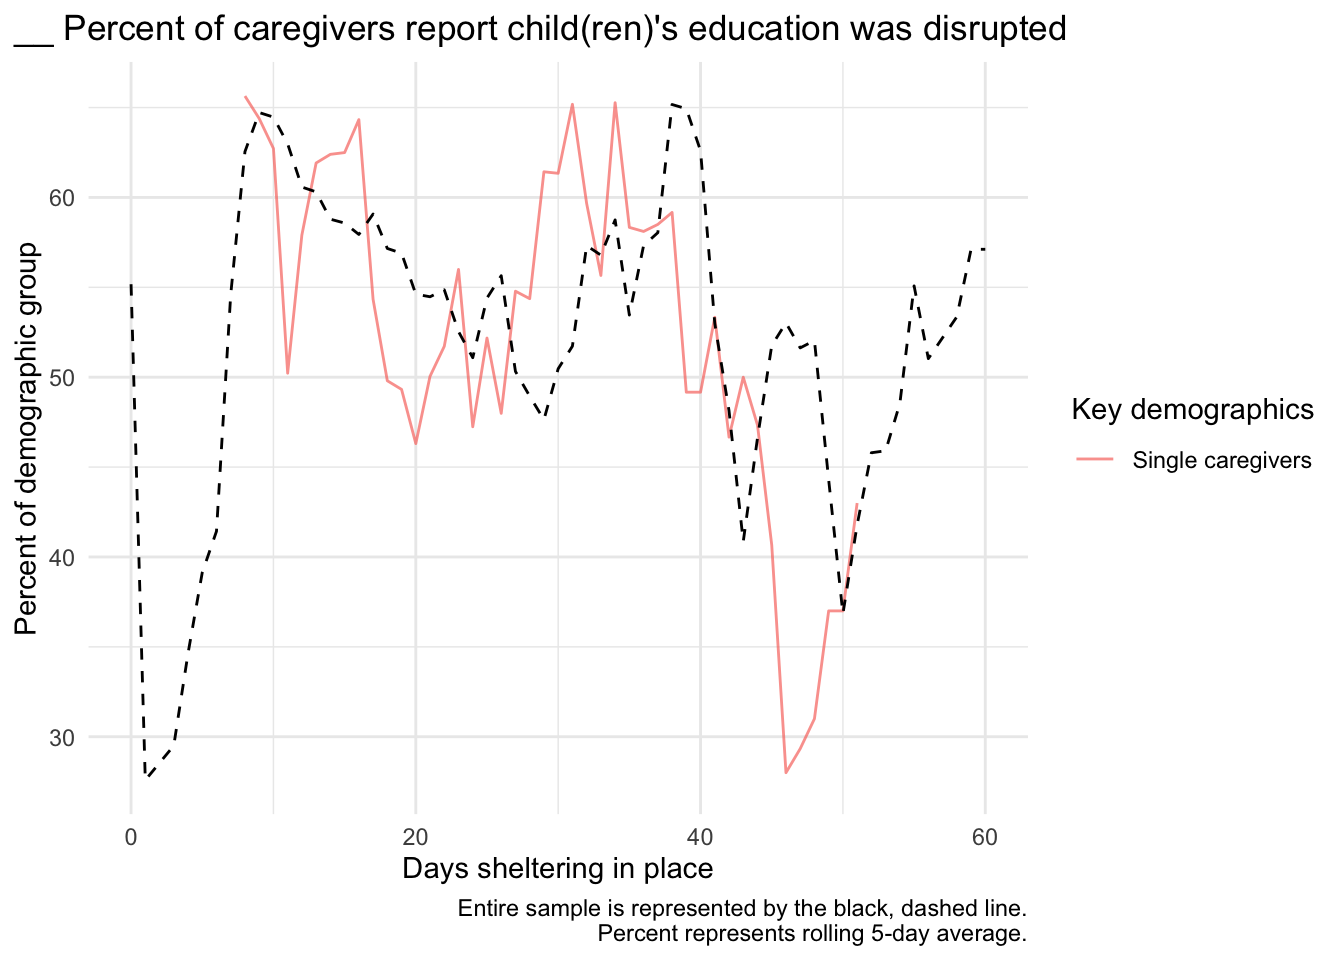 __ Percent of caregivers report child(ren)'s education was disrupted
Percent of demographic group
60
50
40
30
0
20
40
60
Days sheltering in place
Key demographics
Single caregivers
Entire sample is represented by the black, dashed line.
Percent represents rolling 5-day average.